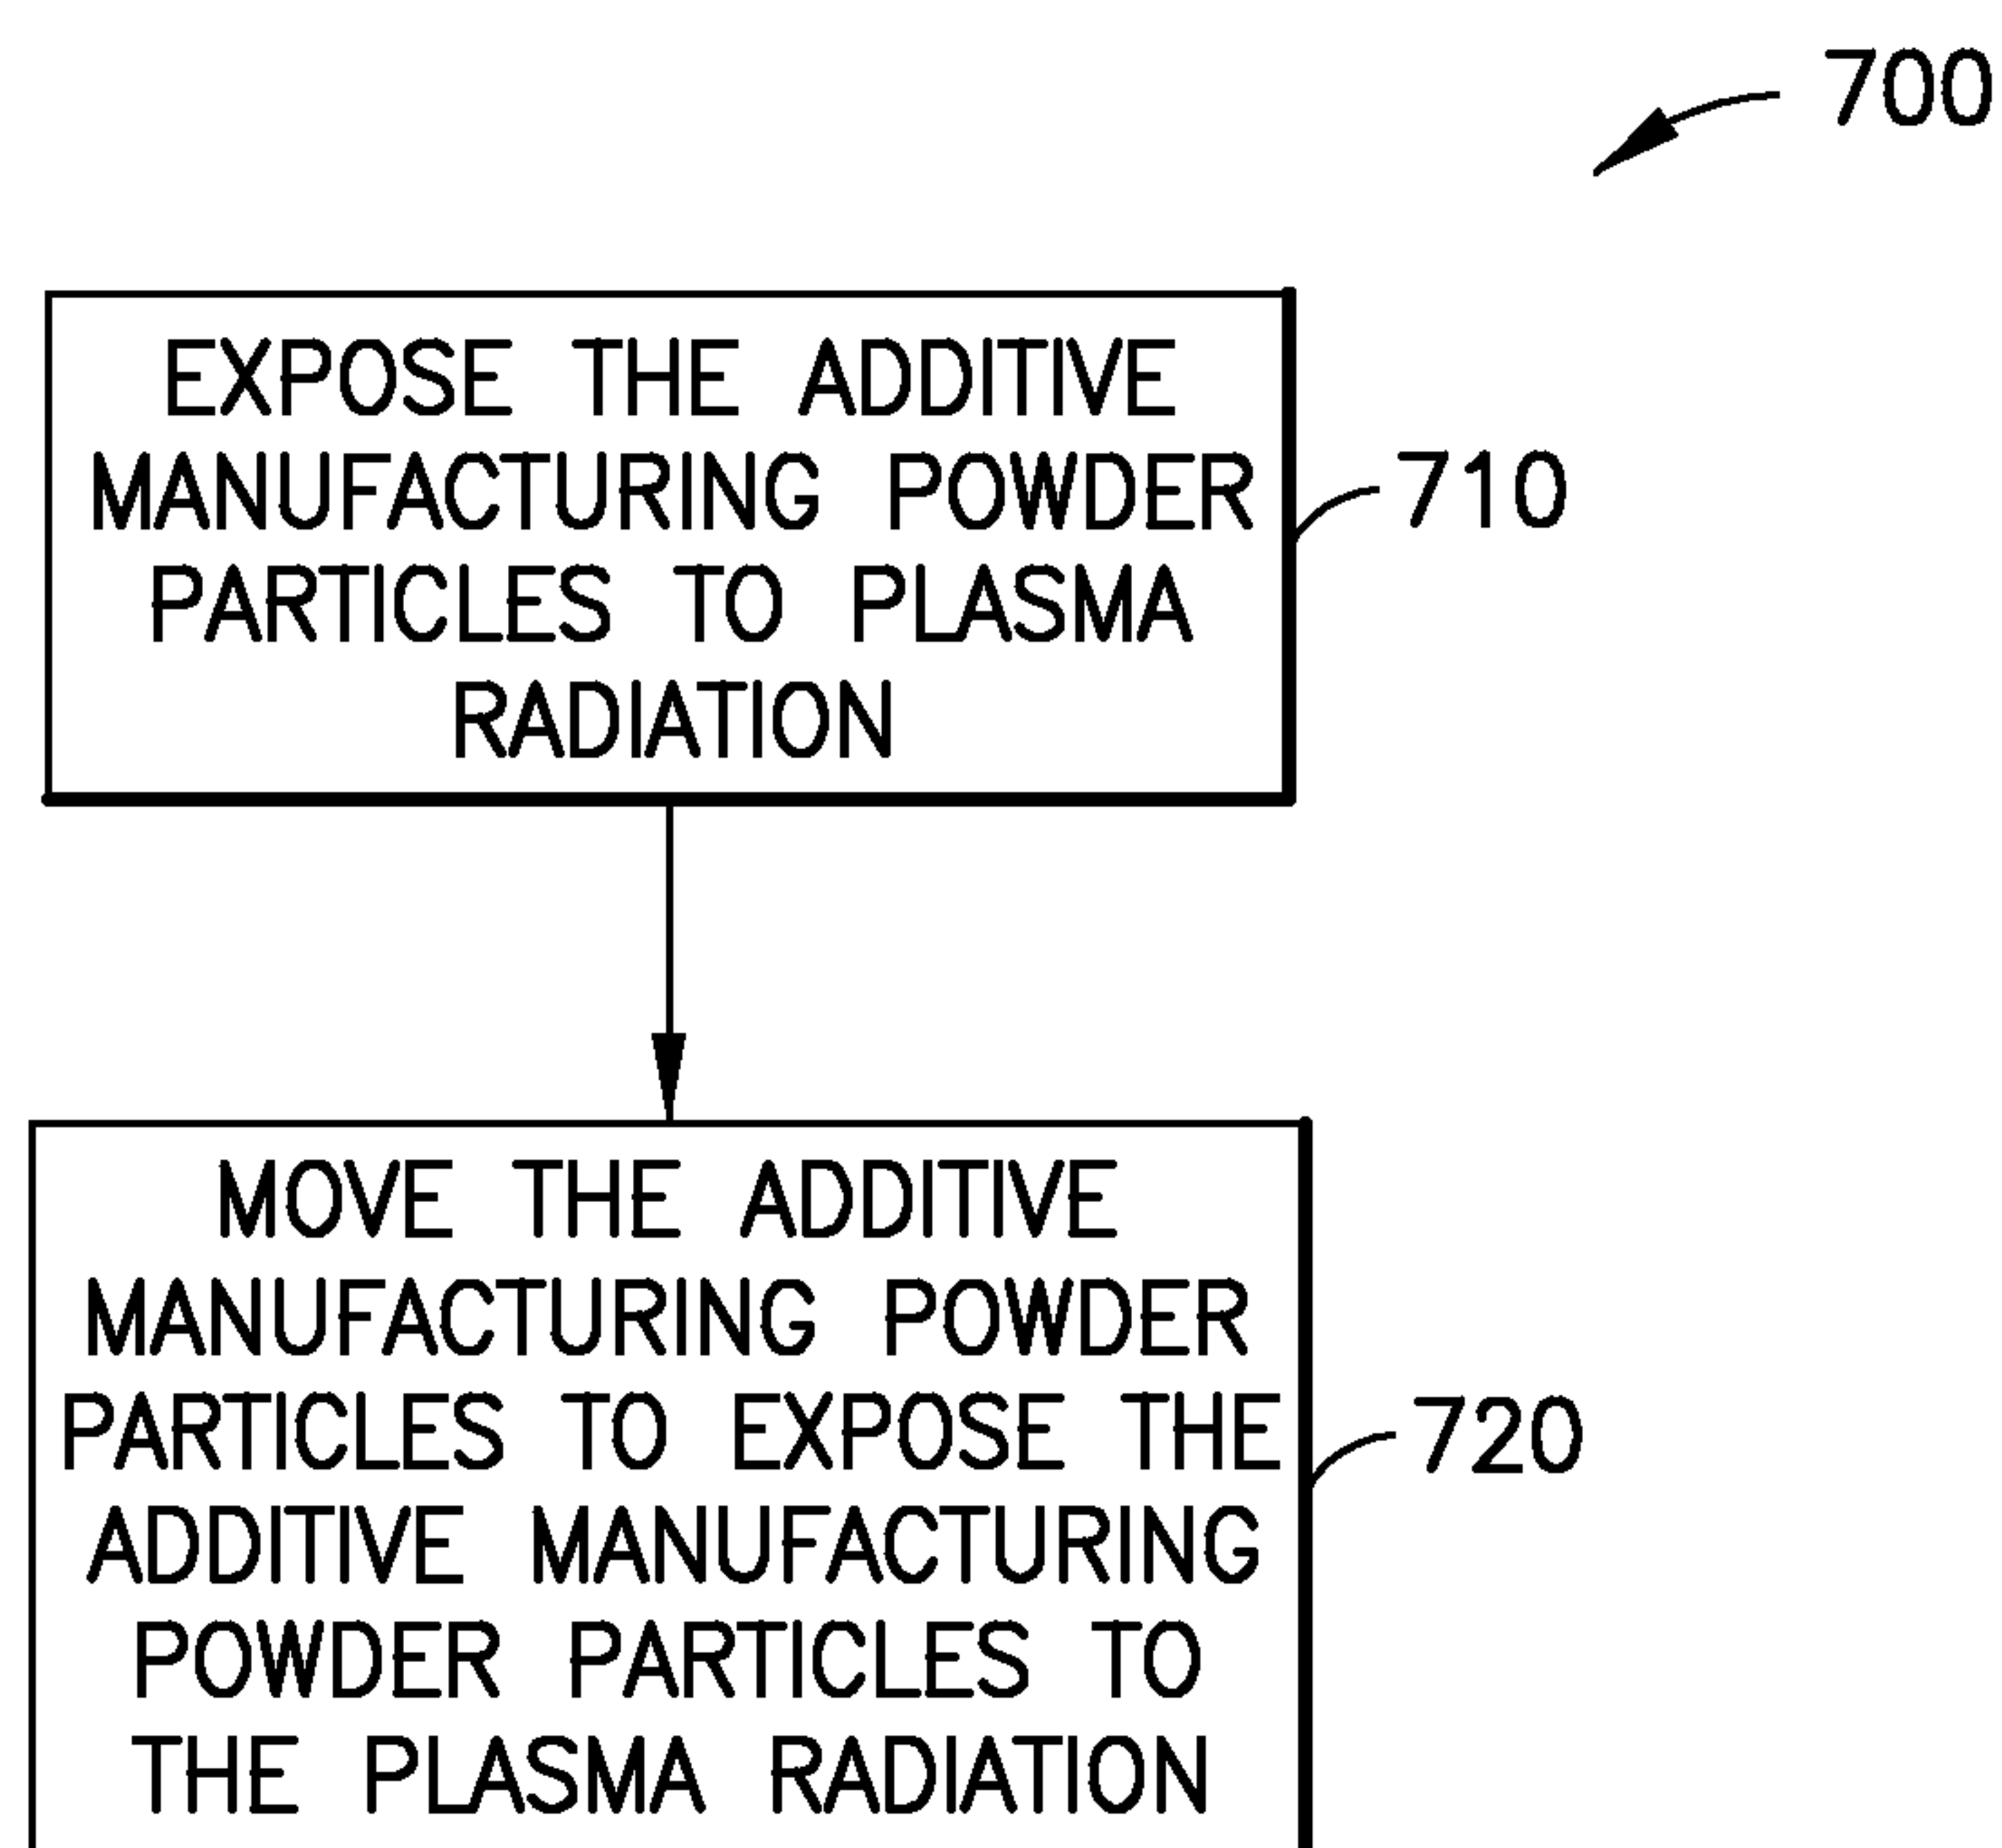 700
EXPOSE THE ADDITIVE
MANUFACTURING POWDER
PARTICLES TO PLASMA
RADIATION
710
MOVE THE ADDITIVE
MANUFACTURING POWDER
PARTICLES TO EXPOSE THE
ADDITIVE MANUFACTURING
POWDER PARTICLES TO
THE PLASMA RADIATION
720